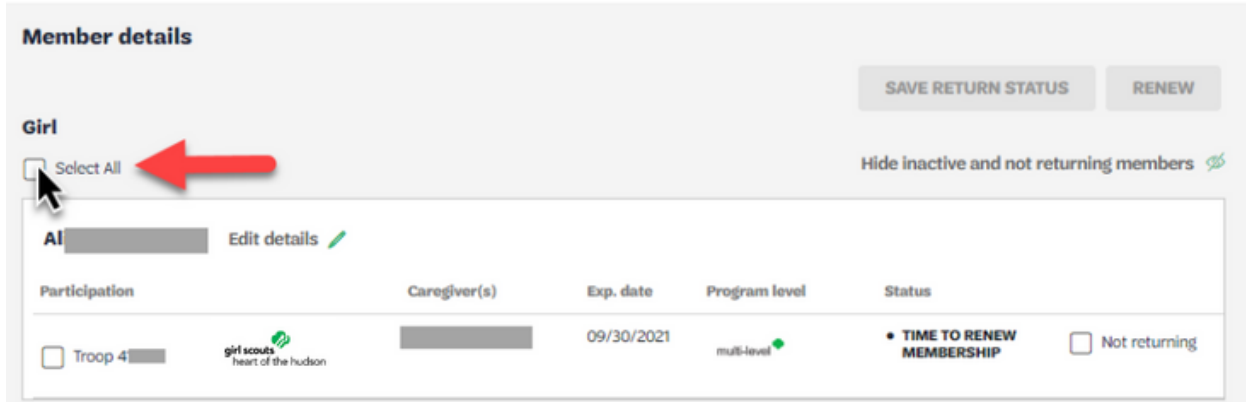 Member details
SAVE RETURN STATUS RENEW
Girl
Select All
Hide inactive and not returning members
Al
Edit details
Participation Caregiver(s) Exp. date Program level Status
Troop 4
girl scouts
heart of the hudson
09/30/2021
multi-level
• TIME TO RENEW
MEMBERSHIP
Not returning